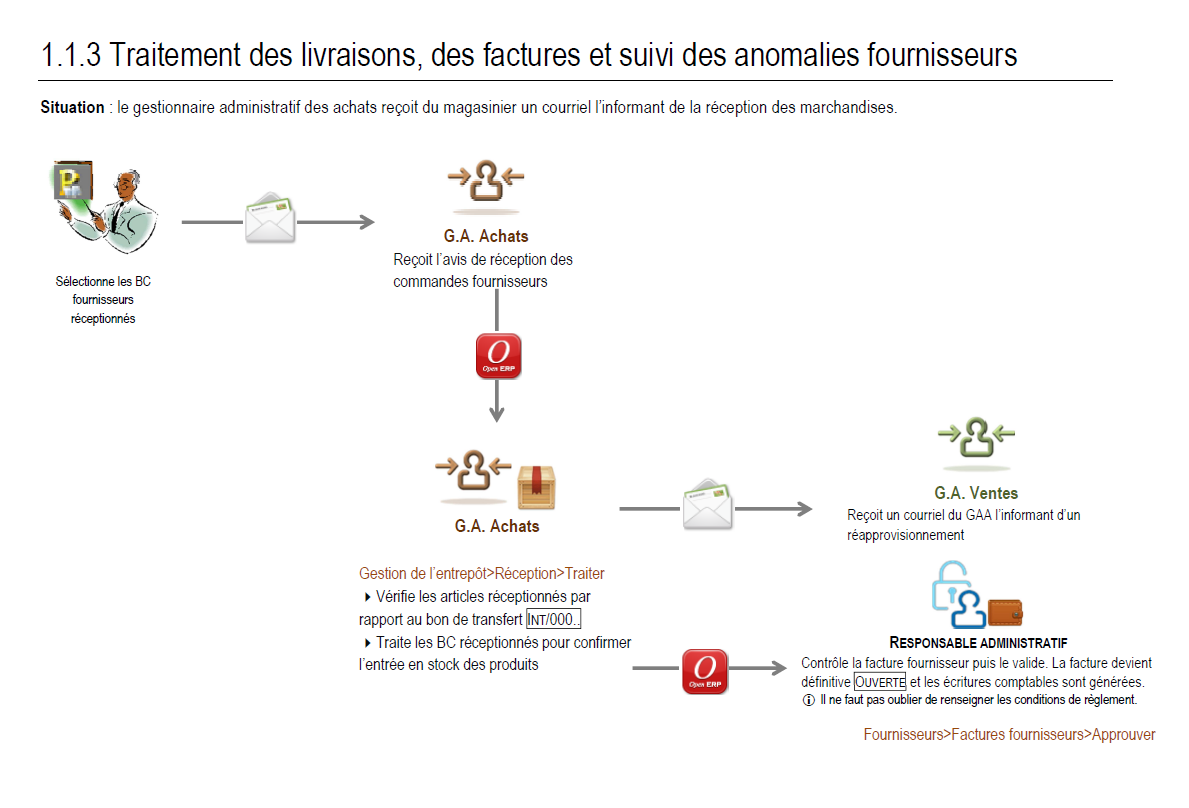 1.1.3 Traitement des livraisons, des factures et suivi des anomalies fournisseurs
Situation : le gestionnaire administratif des achats reçoit du magasinier un courriel l’informant de la réception des marchandises.
P
Sélectionne les BC
fournisseurs
réceptionnés
G.A. Achats
Reçoit l’avis de réception des
commandes fournisseurs
O
Open ERP
G.A. Achats
Gestion de l’entrepôt>Réception>Traiter
Vérifie les articles réceptionnés par
rapport au bon de transfert INT/000..
Traite les BC réceptionnés pour confirmer
l’entrée en stock des produits
G.A. Ventes
Reçoit un courriel du GAA l’informant d’un
réapprovisionnement
O
Open ERP
RESPONSABLE ADMINISTRATIF
Contrôle la facture fournisseur puis le valide. La facture devient
définitive OUVERTE et les écritures comptables sont générées.
Il ne faut pas oublier de renseigner les conditions de règlement.
Fournisseurs>Factures fournisseurs>Approuver